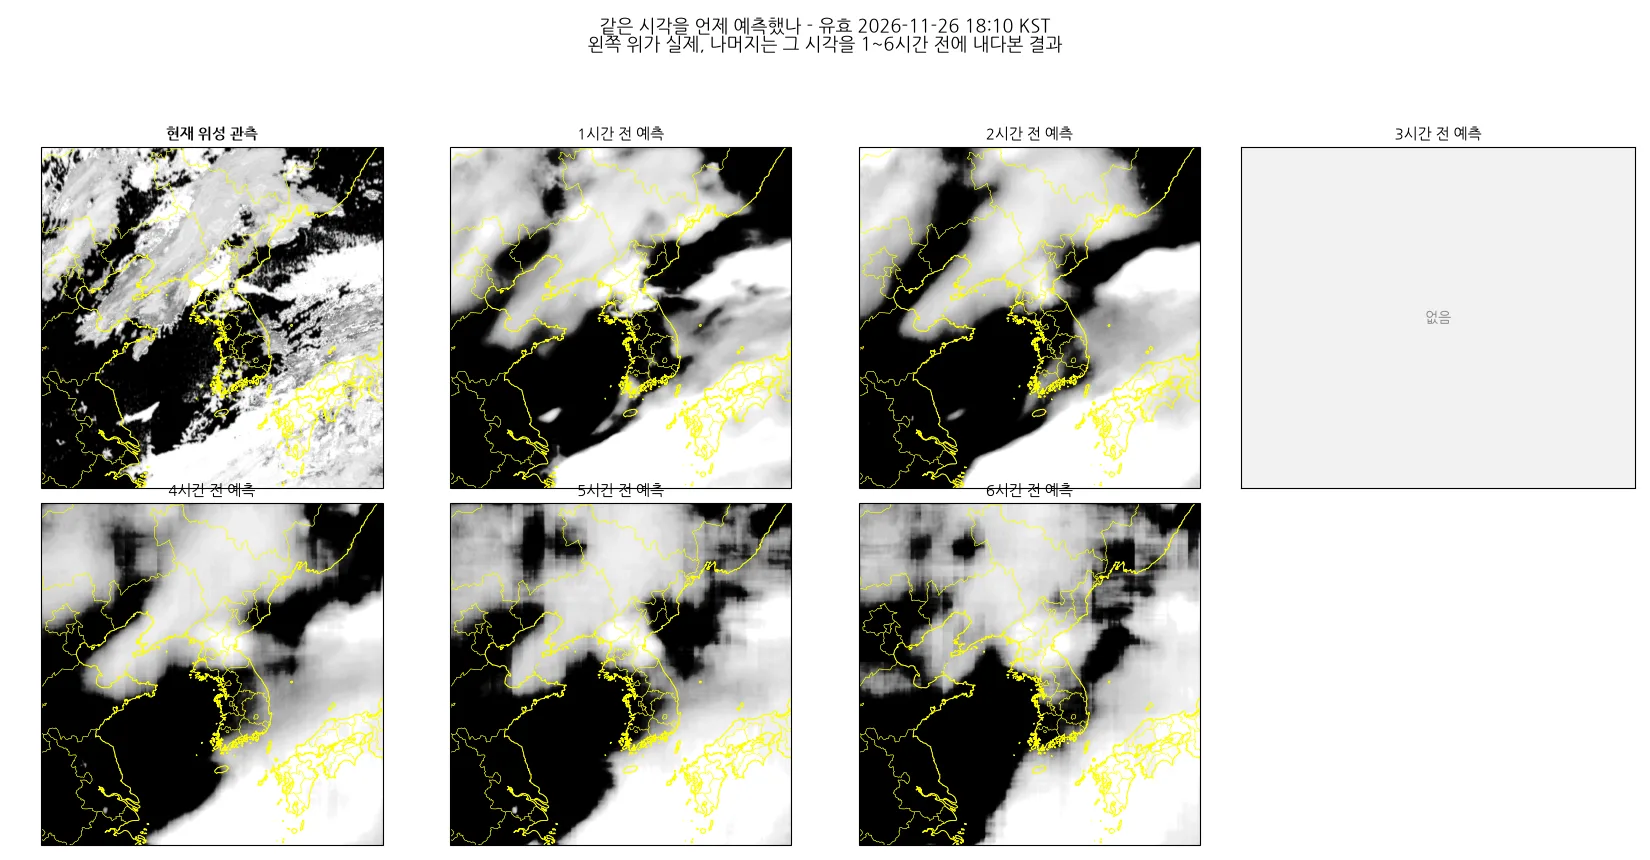 같은 시각을 언제 예측했나 - 유효 2026-11-26 18:10 KST
왼쪽 위가 실제, 나머지는 그 시각을 1~6시간 전에 내다본 결과
현재 위성 관측
1시간 전 예측
2시간 전 예측
3시간 전 예측
없음
4시간 전 예측
5시간 전 예측
6시간 전 예측